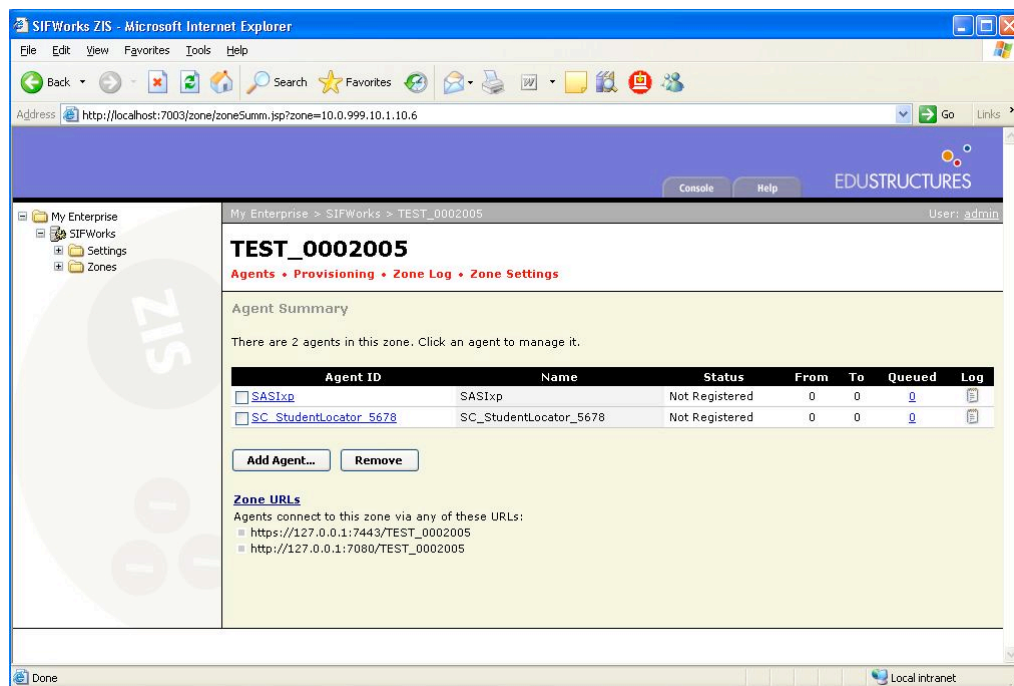 SIFWorks ZIS - Microsoft Internet Explorer
File Edit View Favorites Tools Help
Back Search Favorites
Address http://localhost:7003/zone/zoneSumm.jsp?zone=10.0.999.10.1.10.6 Go Links
Console Help EDUSTRUCTURES
My Enterprise > SIFWorks > TEST_0002005 User: admin
My Enterprise
SIFWorks
Settings
Zones
ZIS
TEST_0002005
Agents Provisioning Zone Log Zone Settings
Agent Summary
There are 2 agents in this zone. Click an agent to manage it.
Agent ID Name Status From To Queued Log
SASIxp SASIxp Not Registered 0 0 0
SC_StudentLocator_5678 SC_StudentLocator_5678 Not Registered 0 0 0
Add Agent... Remove
Zone URLs
Agents connect to this zone via any of these URLs:
https://127.0.0.1:7443/TEST_0002005
http://127.0.0.1:7080/TEST_0002005
Done Local intranet